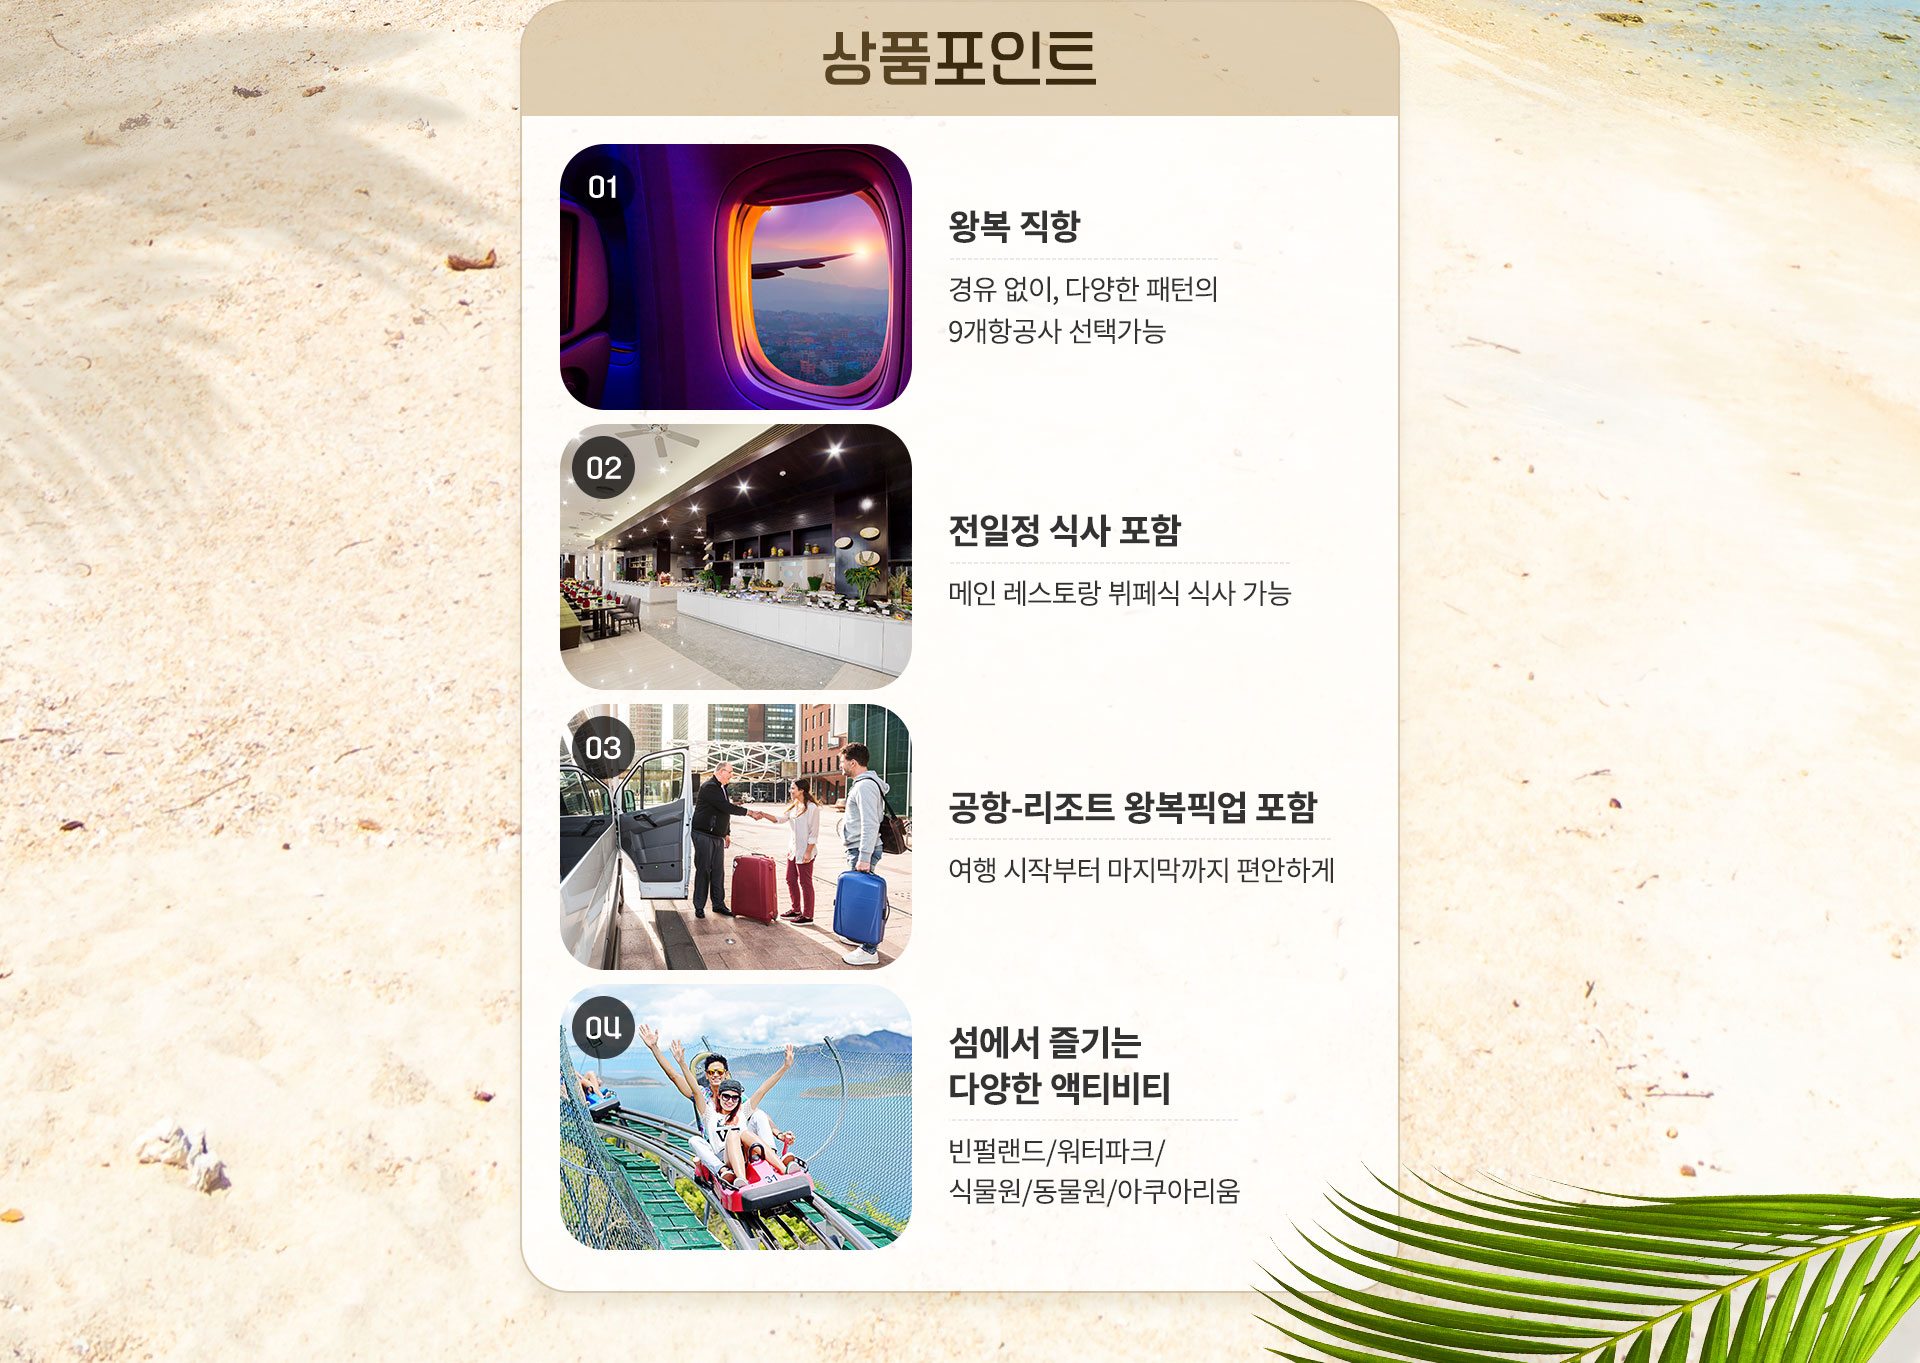 상품포인트
01
왕복 직항
경유 없이, 다양한 패턴의
9개항공사 선택가능
02
전일정 식사 포함
메인 레스토랑 뷔페식 식사 가능
03
공항-리조트 왕복픽업 포함
여행 시작부터 마지막까지 편안하게
04
섬에서 즐기는
다양한 액티비티
빈펄랜드/워터파크/
식물원/동물원/아쿠아리움
31